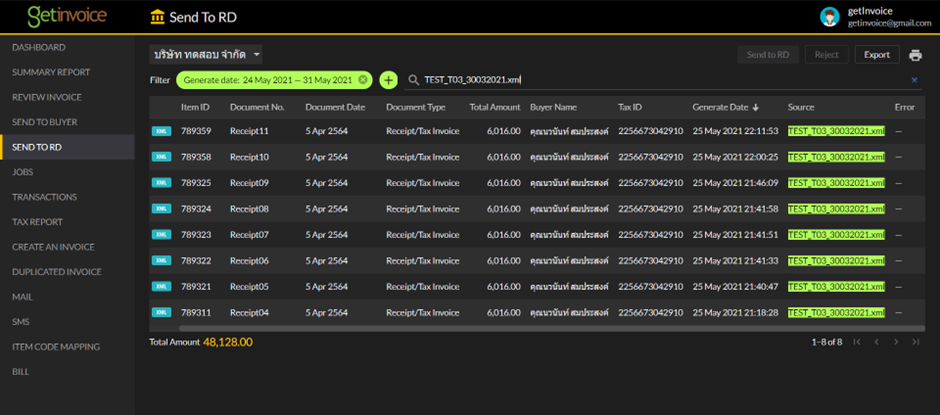 getinvoice
Send To RD
getInvoice
getinvoice@gmail.com
DASHBOARD
SUMMARY REPORT
REVIEW INVOICE
SEND TO BUYER
SEND TO RD
JOBS
TRANSACTIONS
TAX REPORT
CREATE AN INVOICE
DUPLICATED INVOICE
MAIL
SMS
ITEM CODE MAPPING
BILL
บริษัท ทดสอบ จำกัด
Send to RD Reject Export
Filter Generate date: 24 May 2021 — 31 May 2021 TEST_T03_30032021.xml
Item ID Document No. Document Date Document Type Total Amount Buyer Name Tax ID Generate Date Source Error
XML 789359 Receipt11 5 Apr 2564 Receipt/Tax Invoice 6,016.00 คุณนวนันท์ สมประสงค์ 2256673042910 25 May 2021 22:11:53 TEST_T03_30032021.xml —
XML 789358 Receipt10 5 Apr 2564 Receipt/Tax Invoice 6,016.00 คุณนวนันท์ สมประสงค์ 2256673042910 25 May 2021 22:00:25 TEST_T03_30032021.xml —
XML 789325 Receipt09 5 Apr 2564 Receipt/Tax Invoice 6,016.00 คุณนวนันท์ สมประสงค์ 2256673042910 25 May 2021 21:46:09 TEST_T03_30032021.xml —
XML 789324 Receipt08 5 Apr 2564 Receipt/Tax Invoice 6,016.00 คุณนวนันท์ สมประสงค์ 2256673042910 25 May 2021 21:41:58 TEST_T03_30032021.xml —
XML 789323 Receipt07 5 Apr 2564 Receipt/Tax Invoice 6,016.00 คุณนวนันท์ สมประสงค์ 2256673042910 25 May 2021 21:41:51 TEST_T03_30032021.xml —
XML 789322 Receipt06 5 Apr 2564 Receipt/Tax Invoice 6,016.00 คุณนวนันท์ สมประสงค์ 2256673042910 25 May 2021 21:41:33 TEST_T03_30032021.xml —
XML 789321 Receipt05 5 Apr 2564 Receipt/Tax Invoice 6,016.00 คุณนวนันท์ สมประสงค์ 2256673042910 25 May 2021 21:40:47 TEST_T03_30032021.xml —
XML 789311 Receipt04 5 Apr 2564 Receipt/Tax Invoice 6,016.00 คุณนวนันท์ สมประสงค์ 2256673042910 25 May 2021 21:18:28 TEST_T03_30032021.xml —
Total Amount 48,128.00 1–8 of 8